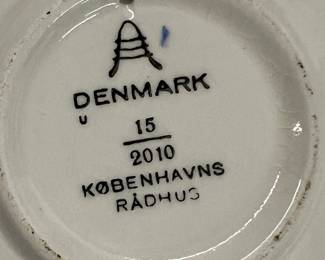 DENMARK
U
15
2010
KØBENHAVNS
RÅDHUS